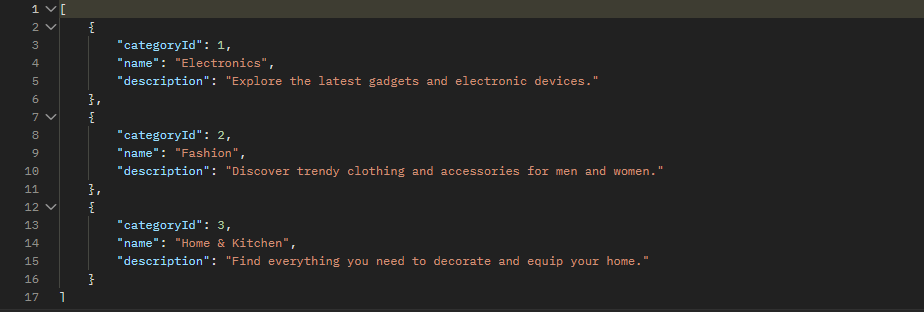 1 [
2     {
3         "categoryId": 1,
4         "name": "Electronics",
5         "description": "Explore the latest gadgets and electronic devices."
6     },
7     {
8         "categoryId": 2,
9         "name": "Fashion",
10         "description": "Discover trendy clothing and accessories for men and women."
11     },
12     {
13         "categoryId": 3,
14         "name": "Home & Kitchen",
15         "description": "Find everything you need to decorate and equip your home."
16     }
17 ]